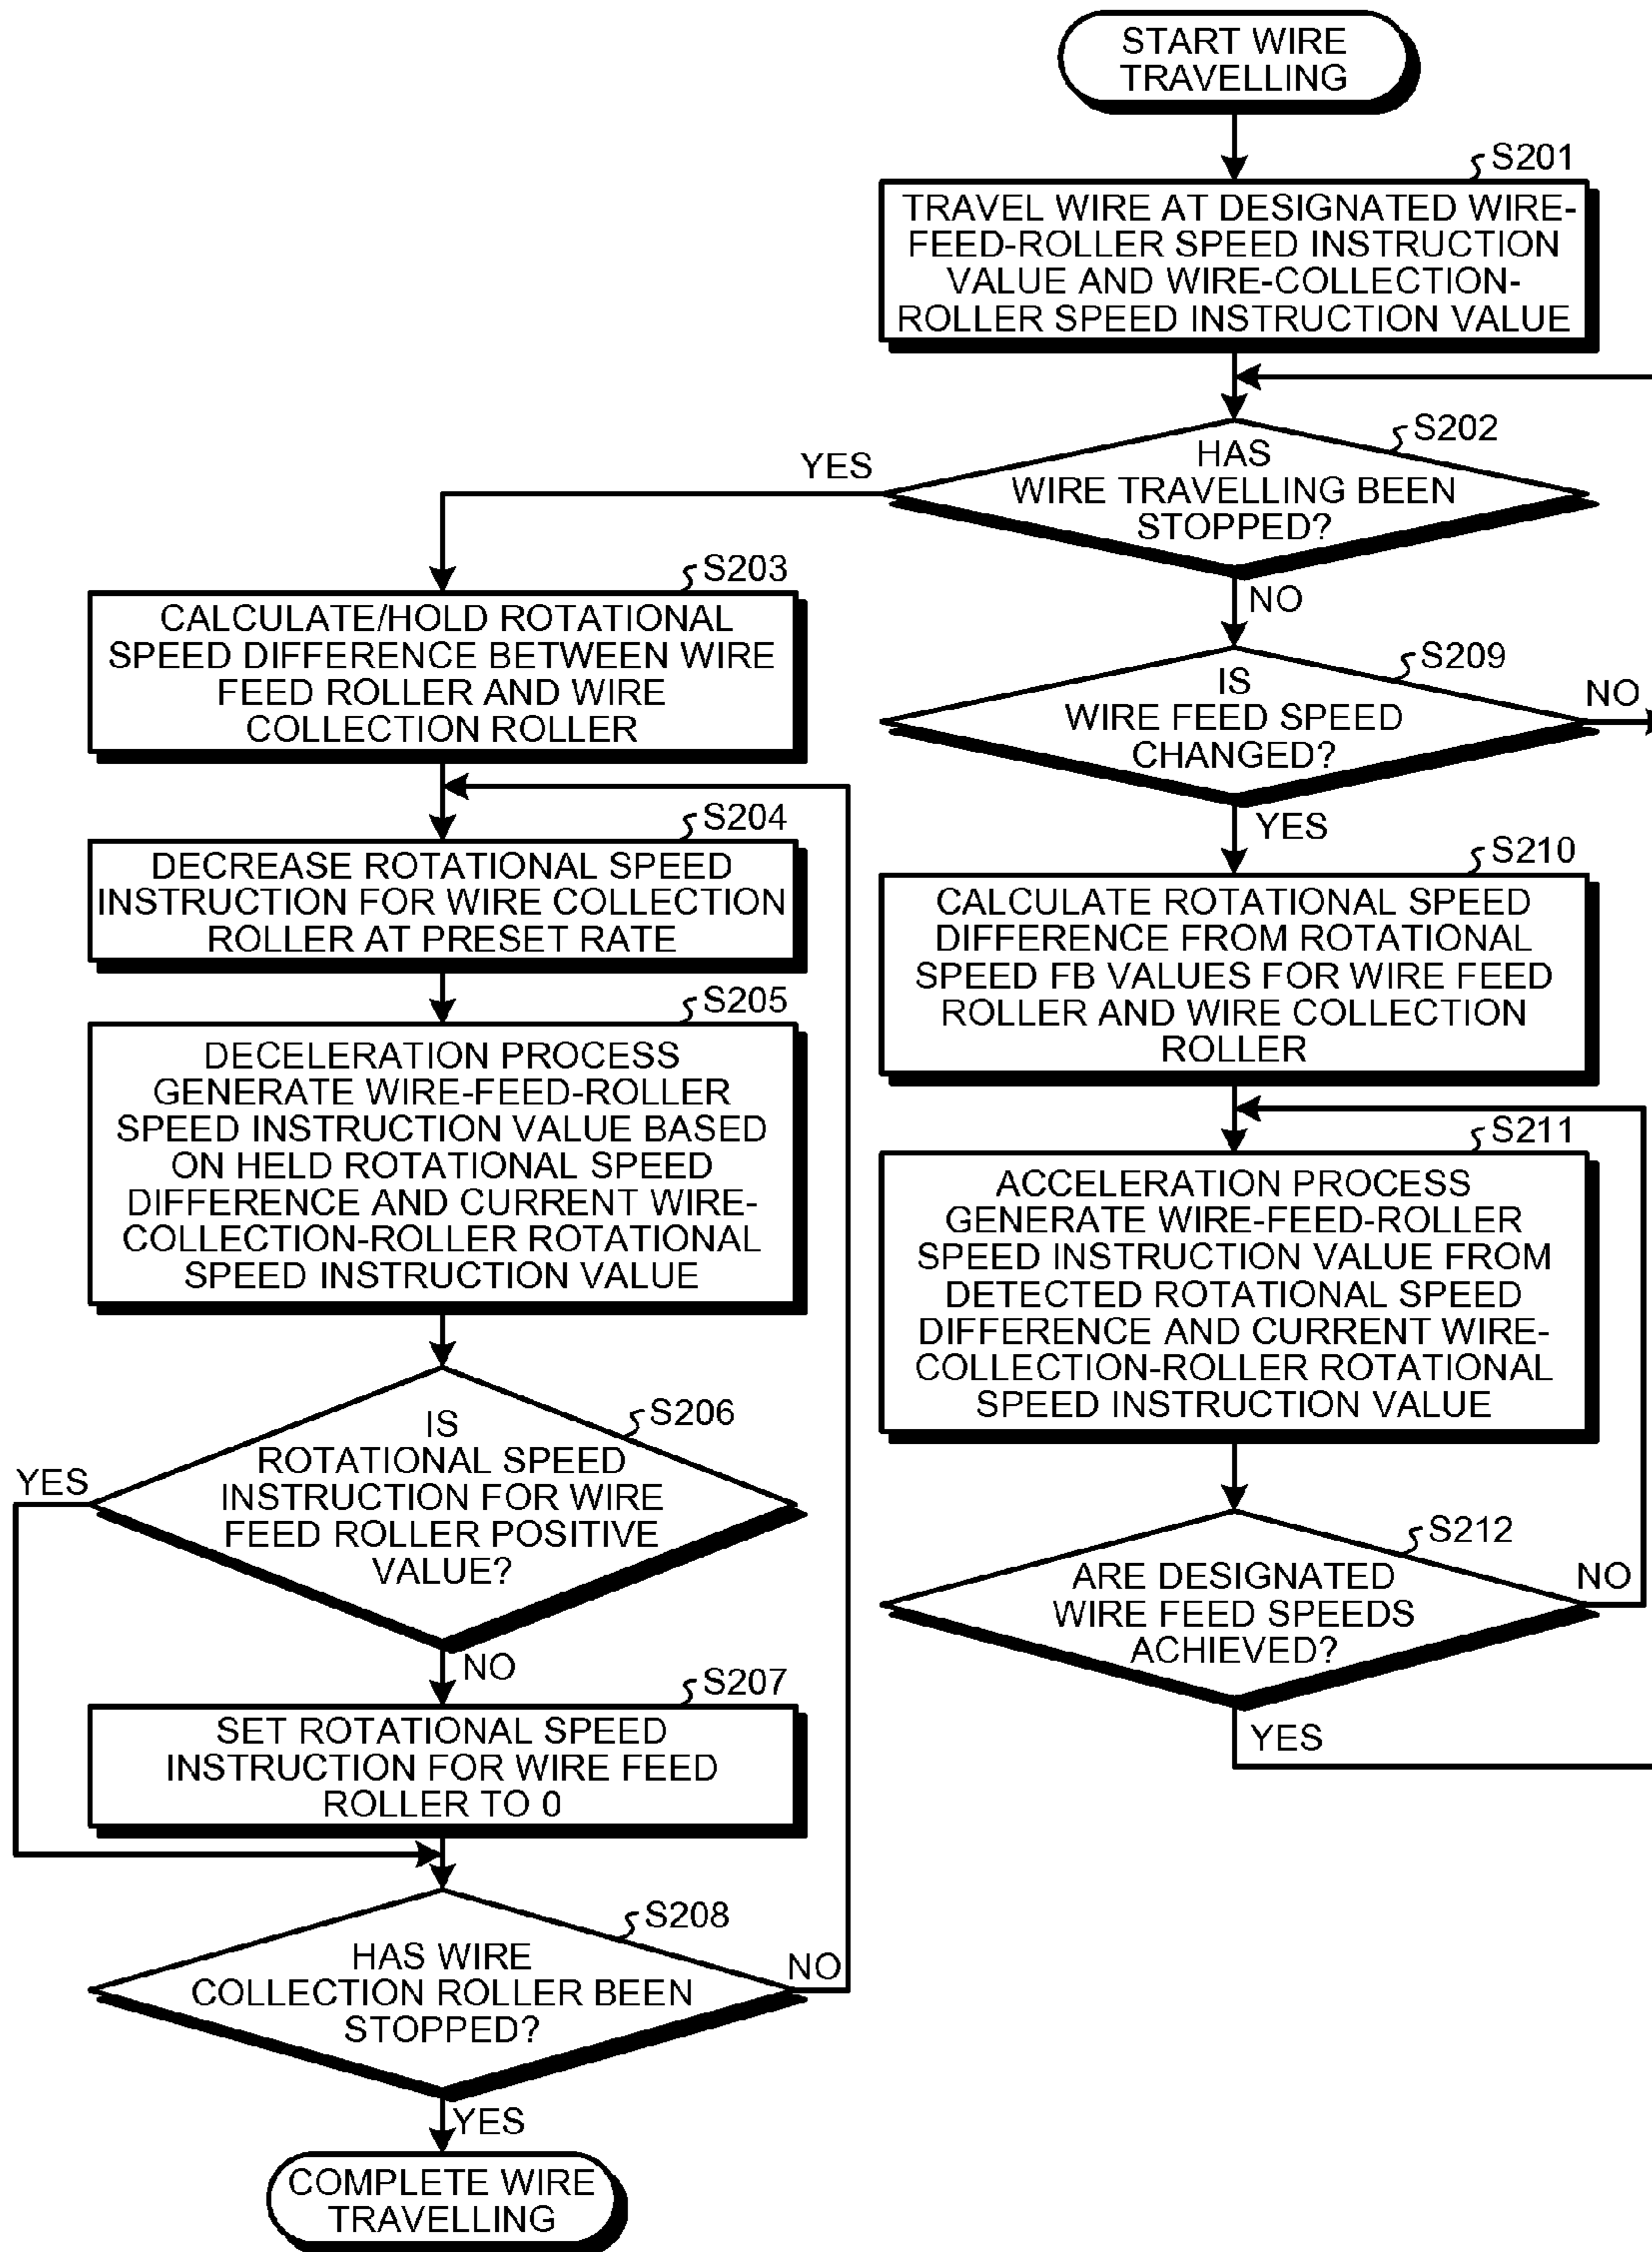 START WIRE
TRAVELLING
S201
TRAVEL WIRE AT DESIGNATED WIRE-
FEED-ROLLER SPEED INSTRUCTION
VALUE AND WIRE-COLLECTION-
ROLLER SPEED INSTRUCTION VALUE
S202
HAS
WIRE TRAVELLING BEEN
STOPPED?
YES
NO
S203
CALCULATE/HOLD ROTATIONAL
SPEED DIFFERENCE BETWEEN WIRE
FEED ROLLER AND WIRE
COLLECTION ROLLER
S204
DECREASE ROTATIONAL SPEED
INSTRUCTION FOR WIRE COLLECTION
ROLLER AT PRESET RATE
S205
DECELERATION PROCESS
GENERATE WIRE-FEED-ROLLER
SPEED INSTRUCTION VALUE BASED
ON HELD ROTATIONAL SPEED
DIFFERENCE AND CURRENT WIRE-
COLLECTION-ROLLER ROTATIONAL
SPEED INSTRUCTION VALUE
S206
IS
ROTATIONAL SPEED
INSTRUCTION FOR WIRE
FEED ROLLER POSITIVE
VALUE?
YES
NO
S207
SET ROTATIONAL SPEED
INSTRUCTION FOR WIRE FEED
ROLLER TO 0
S208
HAS WIRE
COLLECTION ROLLER BEEN
STOPPED?
NO
YES
COMPLETE WIRE
TRAVELLING
S209
IS
WIRE FEED SPEED
CHANGED?
NO
YES
S210
CALCULATE ROTATIONAL SPEED
DIFFERENCE FROM ROTATIONAL
SPEED FB VALUES FOR WIRE FEED
ROLLER AND WIRE COLLECTION
ROLLER
S211
ACCELERATION PROCESS
GENERATE WIRE-FEED-ROLLER
SPEED INSTRUCTION VALUE FROM
DETECTED ROTATIONAL SPEED
DIFFERENCE AND CURRENT WIRE-
COLLECTION-ROLLER ROTATIONAL
SPEED INSTRUCTION VALUE
S212
ARE DESIGNATED
WIRE FEED SPEEDS
ACHIEVED?
NO
YES